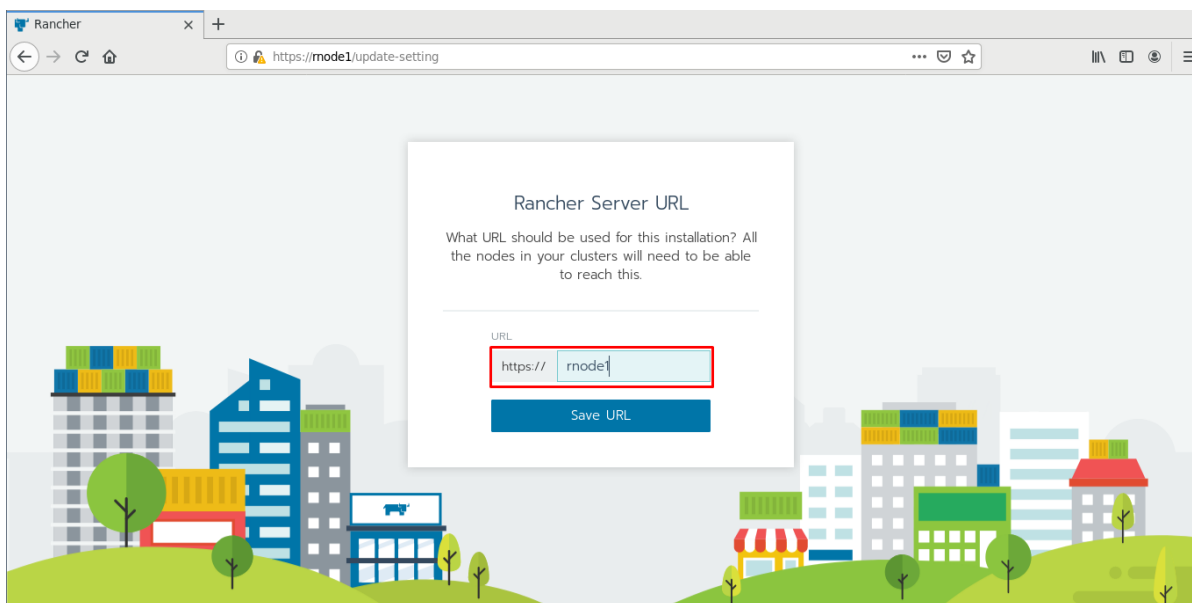 Rancher
https://rnode1/update-setting
Rancher Server URL
What URL should be used for this installation? All
the nodes in your clusters will need to be able
to reach this.
URL
https:// rnode1
Save URL